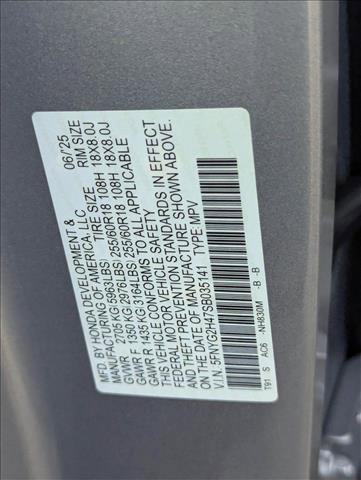 MFD. BY HONDA DEVELOPMENT & 06/25
MANUFACTURING OF AMERICA, LLC. TIRE SIZE RIM SIZE
GVWR 2705 KG(5963LBS)
GAWR F 1350 KG(2976LBS) 255/60R18 108H 18X8.0J
GAWR R 1435 KG(3164LBS) 255/60R18 108H 18X8.0J
THIS VEHICLE CONFORMS TO ALL APPLICABLE
FEDERAL MOTOR VEHICLE SAFETY
STANDARDS IN EFFECT
ON THE DATE OF MANUFACTURE SHOWN ABOVE.
V.I.N. 5FNYG2H47SB035141 TYPE: MPV
T91 S AC6 NH830M -B -B